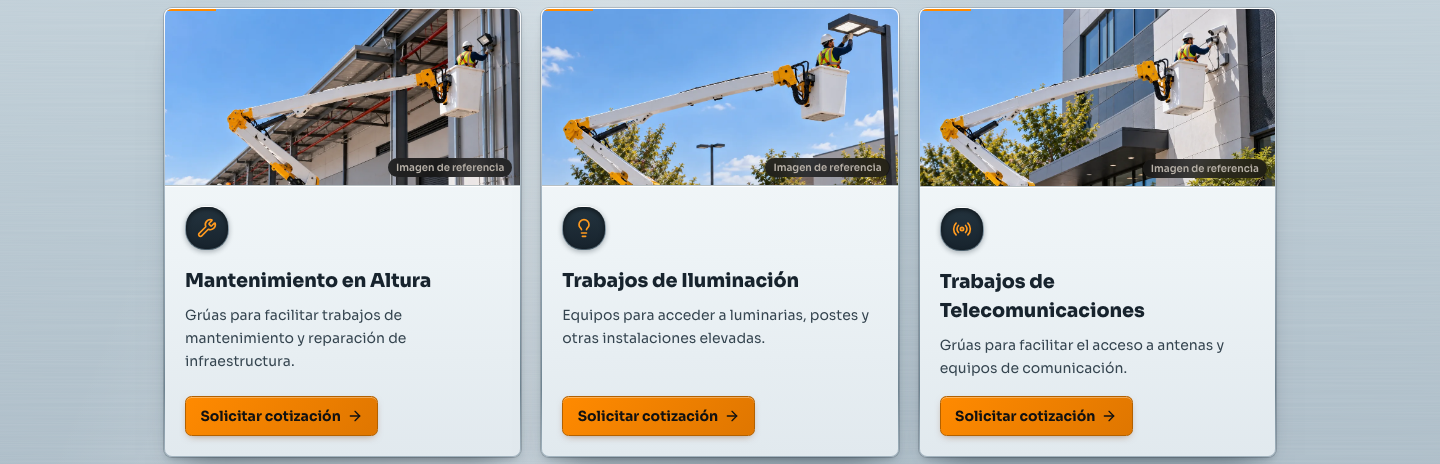 Imagen de referencia
Imagen de referencia
Imagen de referencia
Mantenimiento en Altura
Grúas para facilitar trabajos de
mantenimiento y reparación de
infraestructura.
Solicitar cotización →
Trabajos de Iluminación
Equipos para acceder a luminarias, postes y
otras instalaciones elevadas.
Solicitar cotización →
Trabajos de
Telecomunicaciones
Grúas para facilitar el acceso a antenas y
equipos de comunicación.
Solicitar cotización →